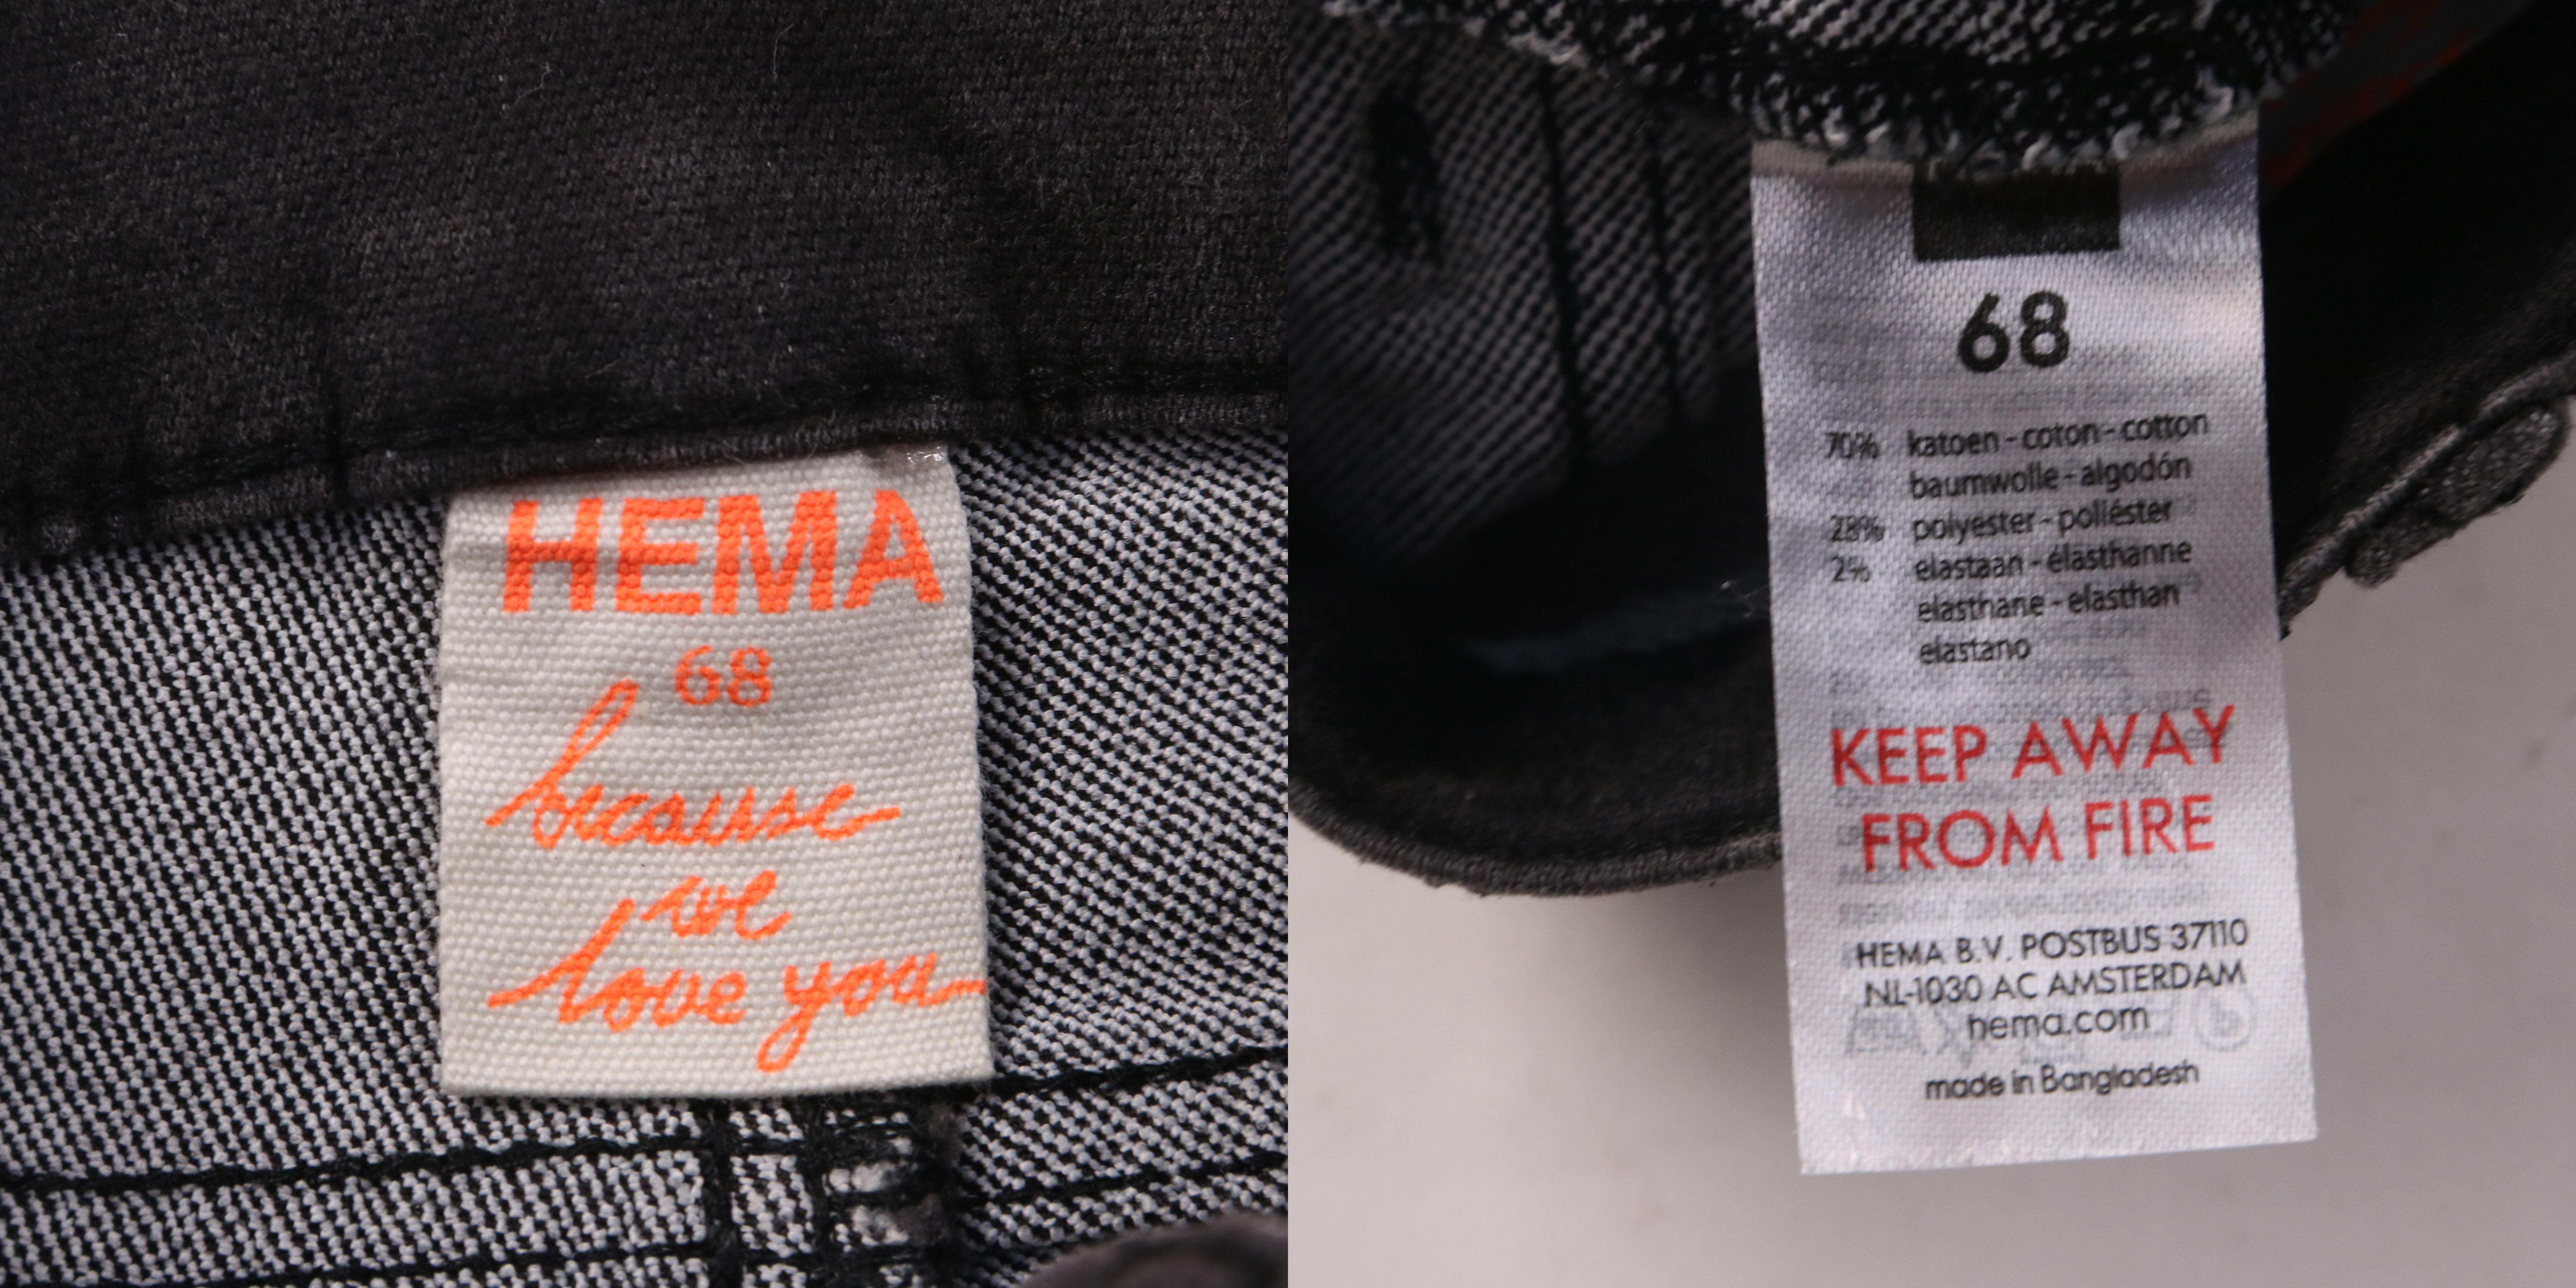 HEMA
68
because
we
love you
68
70% katoen - coton - cotton
baumwolle - algodón
28% polyester - poliéster
2% elastaan - élasthanne
elasthane - elasthan
elastano
KEEP AWAY
FROM FIRE
HEMA B.V. POSTBUS 37110
NL-1030 AC AMSTERDAM
hema.com
made in Bangladesh